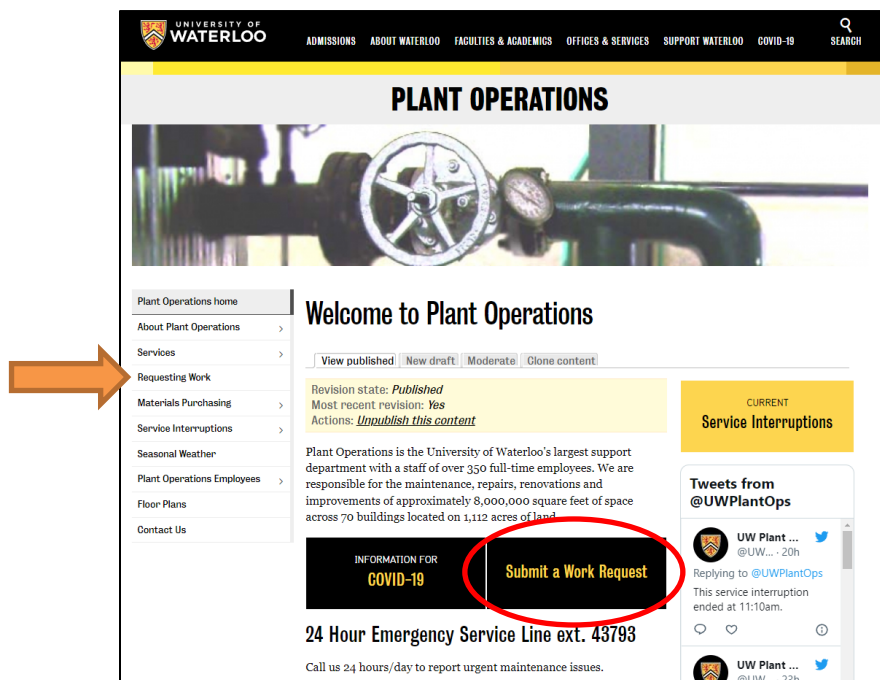 UNIVERSITY OF
WATERLOO
ADMISSIONS ABOUT WATERLOO FACULTIES & ACADEMICS OFFICES & SERVICES SUPPORT WATERLOO COVID-19 SEARCH
PLANT OPERATIONS
Plant Operations home
About Plant Operations
Services
Requesting Work
Materials Purchasing
Service Interruptions
Seasonal Weather
Plant Operations Employees
Floor Plans
Contact Us
Welcome to Plant Operations
View published New draft Moderate Clone content
Revision state: Published
Most recent revision: Yes
Actions: Unpublish this content
Plant Operations is the University of Waterloo's largest support
department with a staff of over 350 full-time employees. We are
responsible for the maintenance, repairs, renovations and
improvements of approximately 8,000,000 square feet of space
across 70 buildings located on 1,112 acres of land.
INFORMATION FOR
COVID-19
Submit a Work Request
24 Hour Emergency Service Line ext. 43793
Call us 24 hours/day to report urgent maintenance issues.
CURRENT
Service Interruptions
Tweets from
@UWPlantOps
UW Plant ...
@UW... · 20h
Replying to @UWPlantOps
This service interruption
ended at 11:10am.
UW Plant ...
@UW... · 23h